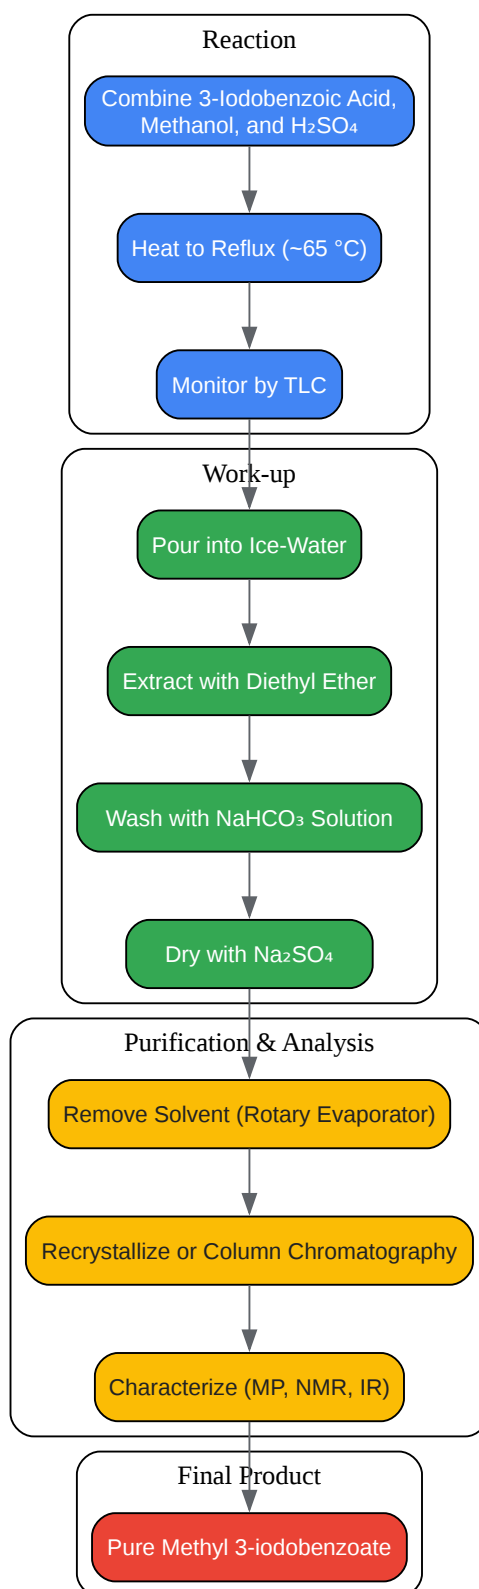 Reaction
Combine 3-Iodobenzoic Acid,
Methanol, and H₂SO₄
Heat to Reflux (~65 °C)
Monitor by TLC
Work-up
Pour into Ice-Water
Extract with Diethyl Ether
Wash with NaHCO₃ Solution
Dry with Na₂SO₄
Purification & Analysis
Remove Solvent (Rotary Evaporator)
Recrystallize or Column Chromatography
Characterize (MP, NMR, IR)
Final Product
Pure Methyl 3-iodobenzoate